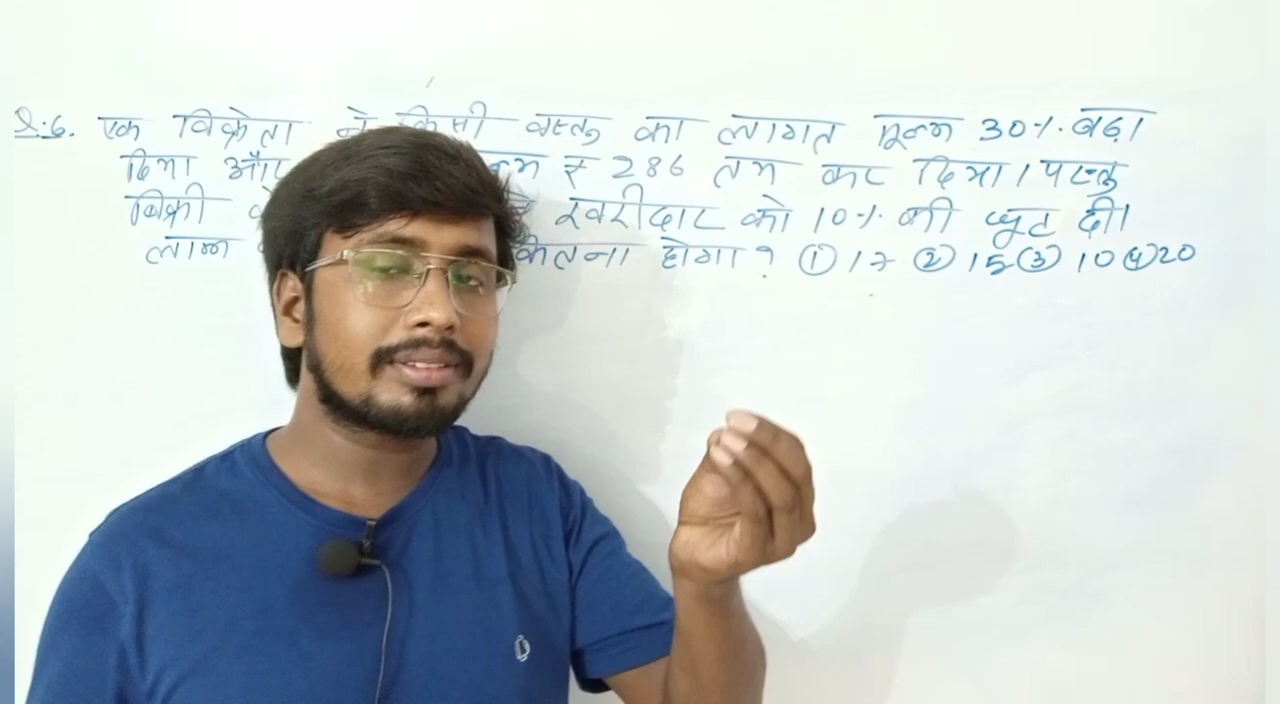 Q.6. एक विक्रेता ने किसी वस्तु का लागत मूल्य 30%. बढ़ा
दिया और ₹ 286 तय कर दिया। परन्तु
बिक्री खरीदार को 10%. की छूट दी।
लाभ कितना होगा? ① 17 ② 15 ③ 10 ④ 20